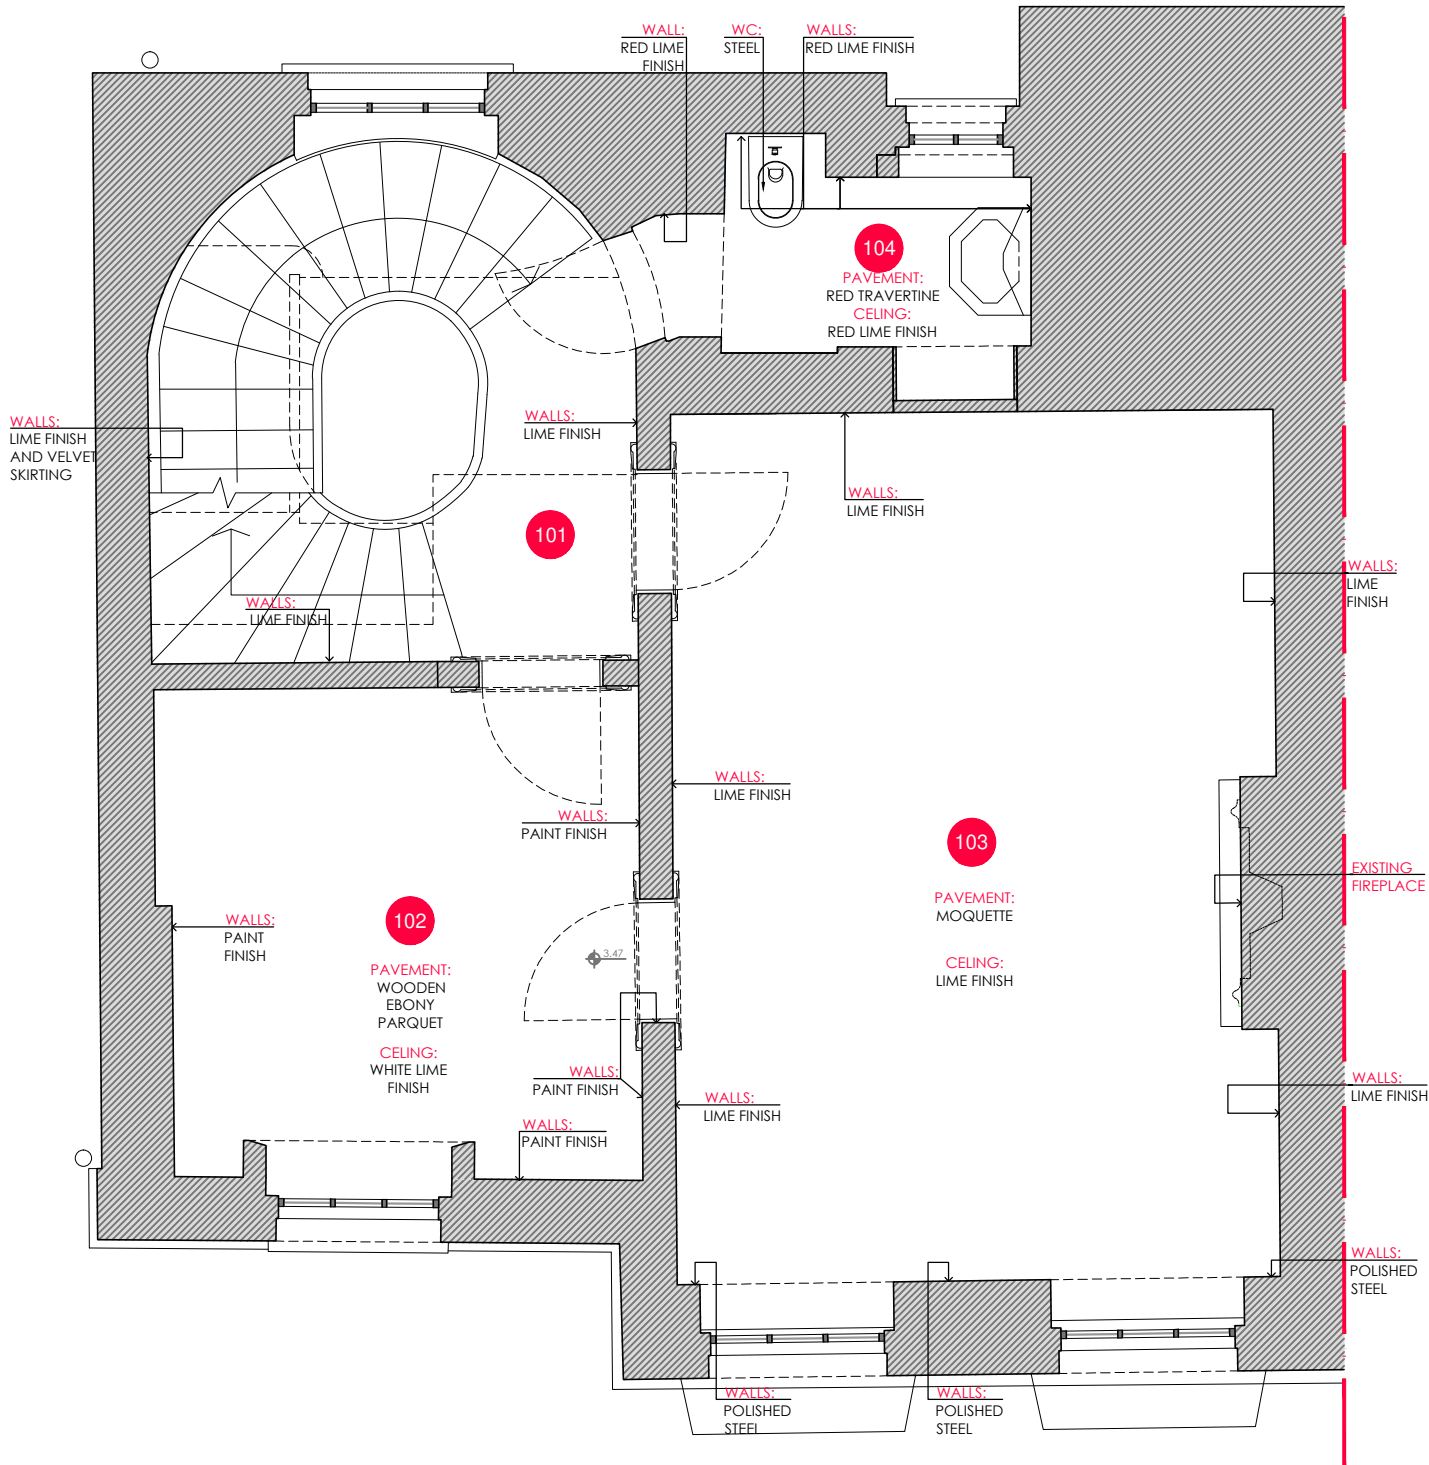 WALL:
RED LIME
FINISH
WC:
STEEL
WALLS:
RED LIME FINISH
104
PAVEMENT:
RED TRAVERTINE
CELING:
RED LIME FINISH
WALLS:
LIME FINISH
AND VELVET
SKIRTING
WALLS:
LIME FINISH
WALLS:
LIME FINISH
101
WALLS:
LIME FINISH
WALLS:
LIME
FINISH
WALLS:
LIME FINISH
WALLS:
PAINT FINISH
103
PAVEMENT:
MOQUETTE
CELING:
LIME FINISH
EXISTING
FIREPLACE
102
WALLS:
PAINT
FINISH
PAVEMENT:
WOODEN
EBONY
PARQUET
CELING:
WHITE LIME
FINISH
3.47
WALLS:
PAINT FINISH
WALLS:
LIME FINISH
WALLS:
LIME FINISH
WALLS:
PAINT FINISH
WALLS:
POLISHED
STEEL
WALLS:
POLISHED
STEEL
WALLS:
POLISHED
STEEL